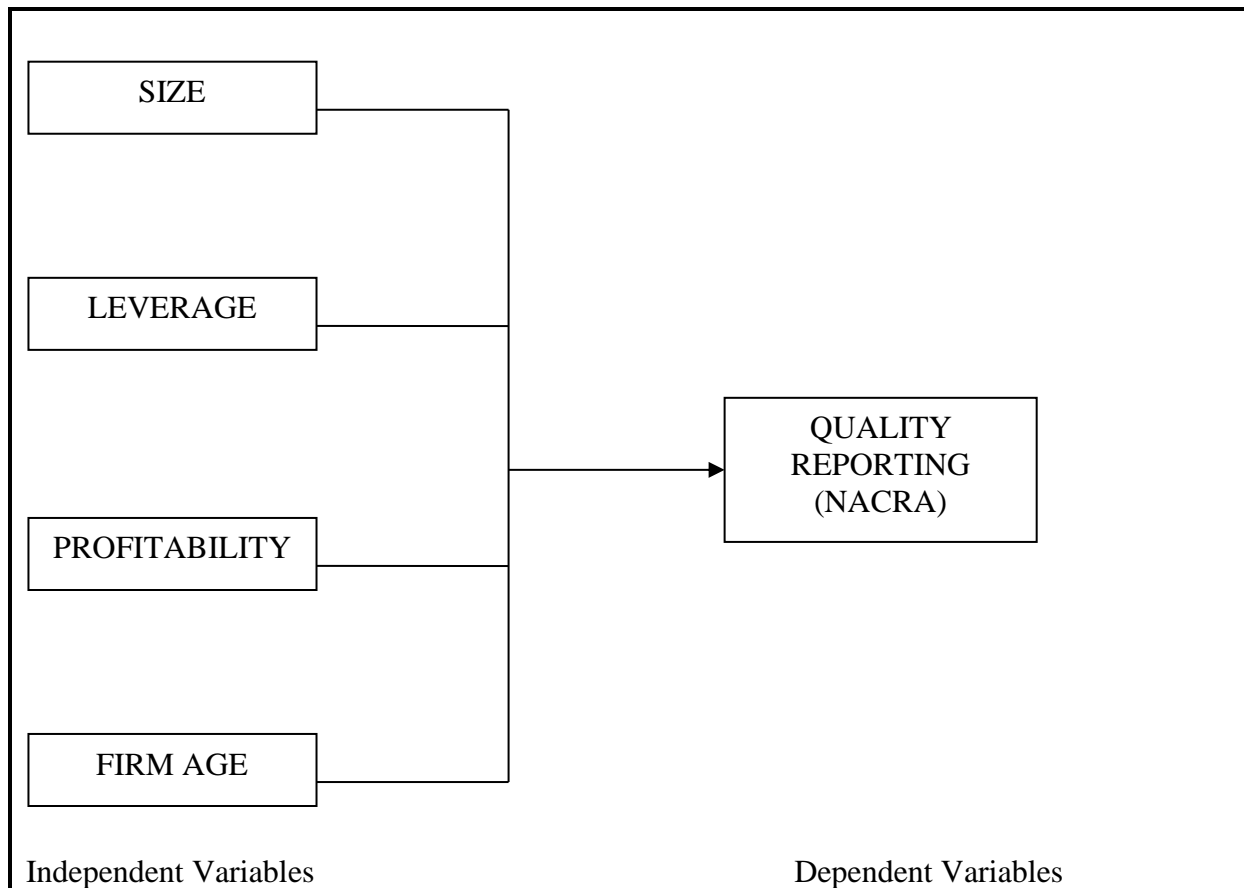 SIZE
LEVERAGE
QUALITY
REPORTING
(NACRA)
PROFITABILITY
FIRM AGE
Independent Variables
Dependent Variables